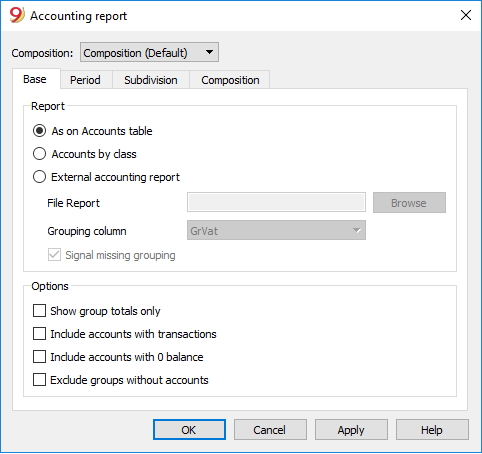 9 Accounting report
Composition: Composition (Default)
Base Period Subdivision Composition
Report
As on Accounts table
Accounts by class
External accounting report
File Report Browse
Grouping column GrVat
Signal missing grouping
Options
Show group totals only
Include accounts with transactions
Include accounts with 0 balance
Exclude groups without accounts
OK Cancel Apply Help